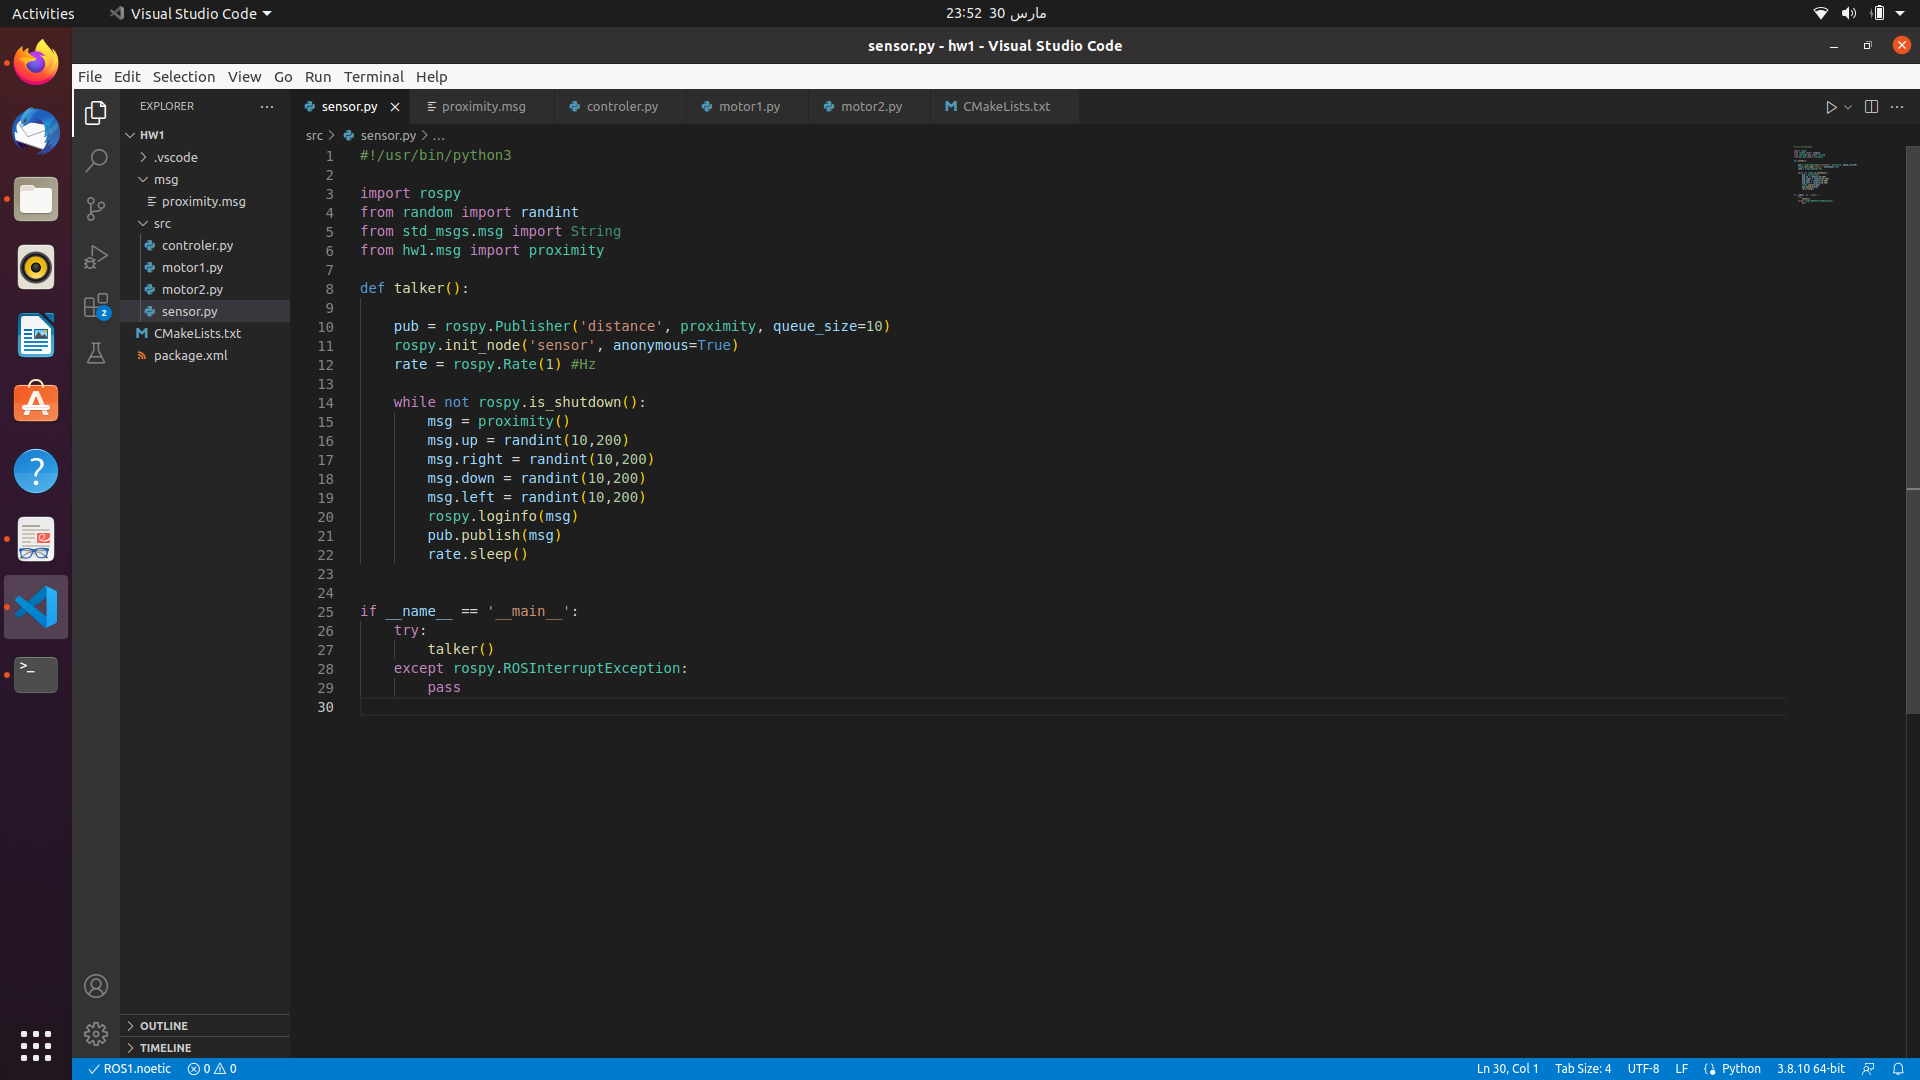 Activities
Visual Studio Code
23:52 30 مارس
sensor.py - hw1 - Visual Studio Code
File Edit Selection View Go Run Terminal Help
EXPLORER
HW1
.vscode
msg
proximity.msg
src
controler.py
motor1.py
motor2.py
sensor.py
CMakeLists.txt
package.xml
OUTLINE
TIMELINE
2
sensor.py proximity.msg controler.py motor1.py motor2.py CMakeLists.txt
src > sensor.py > ...
1 #!/usr/bin/python3
2
3 import rospy
4 from random import randint
5 from std_msgs.msg import String
6 from hw1.msg import proximity
7
8 def talker():
9
10 pub = rospy.Publisher('distance', proximity, queue_size=10)
11 rospy.init_node('sensor', anonymous=True)
12 rate = rospy.Rate(1) #Hz
13
14 while not rospy.is_shutdown():
15 msg = proximity()
16 msg.up = randint(10,200)
17 msg.right = randint(10,200)
18 msg.down = randint(10,200)
19 msg.left = randint(10,200)
20 rospy.loginfo(msg)
21 pub.publish(msg)
22 rate.sleep()
23
24
25 if __name__ == '__main__':
26 try:
27 talker()
28 except rospy.ROSInterruptException:
29 pass
30
ROS1.noetic 0 0
Ln 30, Col 1 Tab Size: 4 UTF-8 LF Python 3.8.10 64-bit